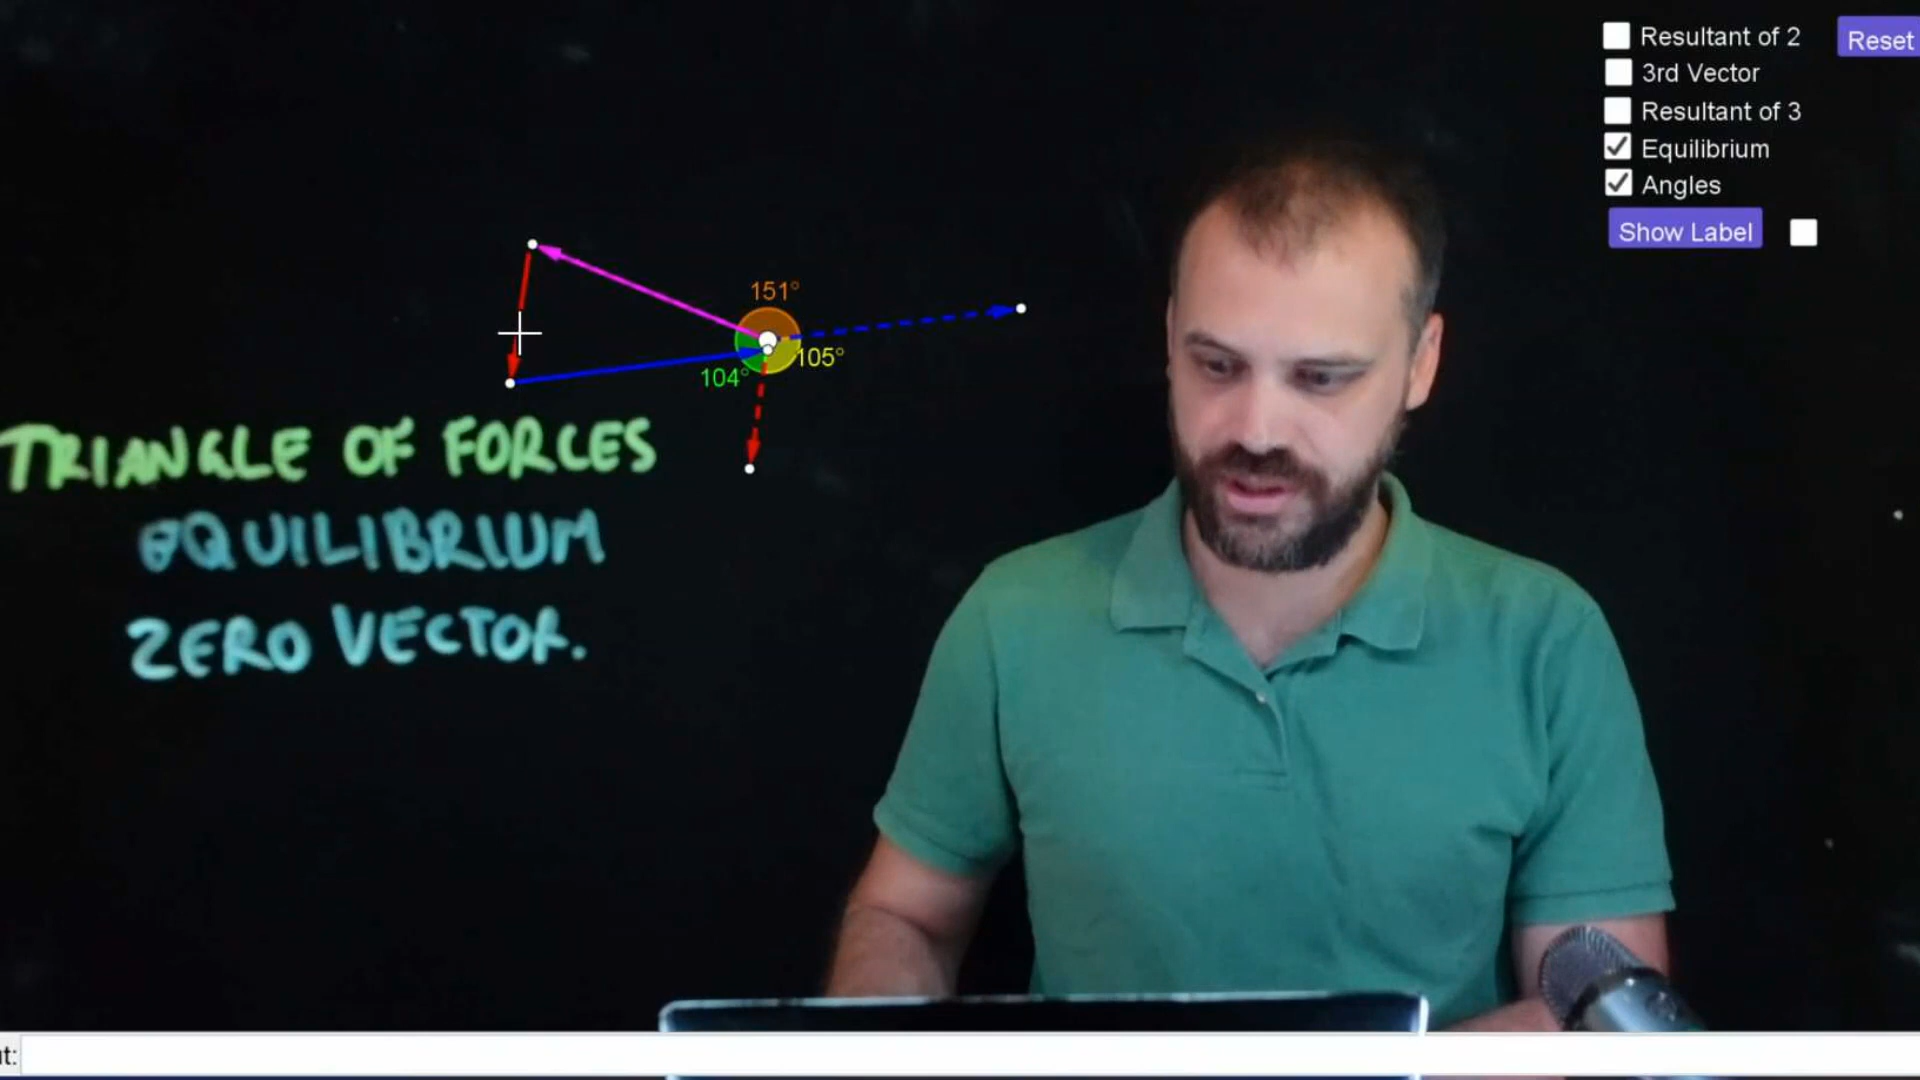 Resultant of 2
Reset
3rd Vector
Resultant of 3
Equilibrium
Angles
Show Label
151°
105°
104°
TRIANGLE OF FORCES
EQUILIBRIUM
ZERO VECTOR.
t: